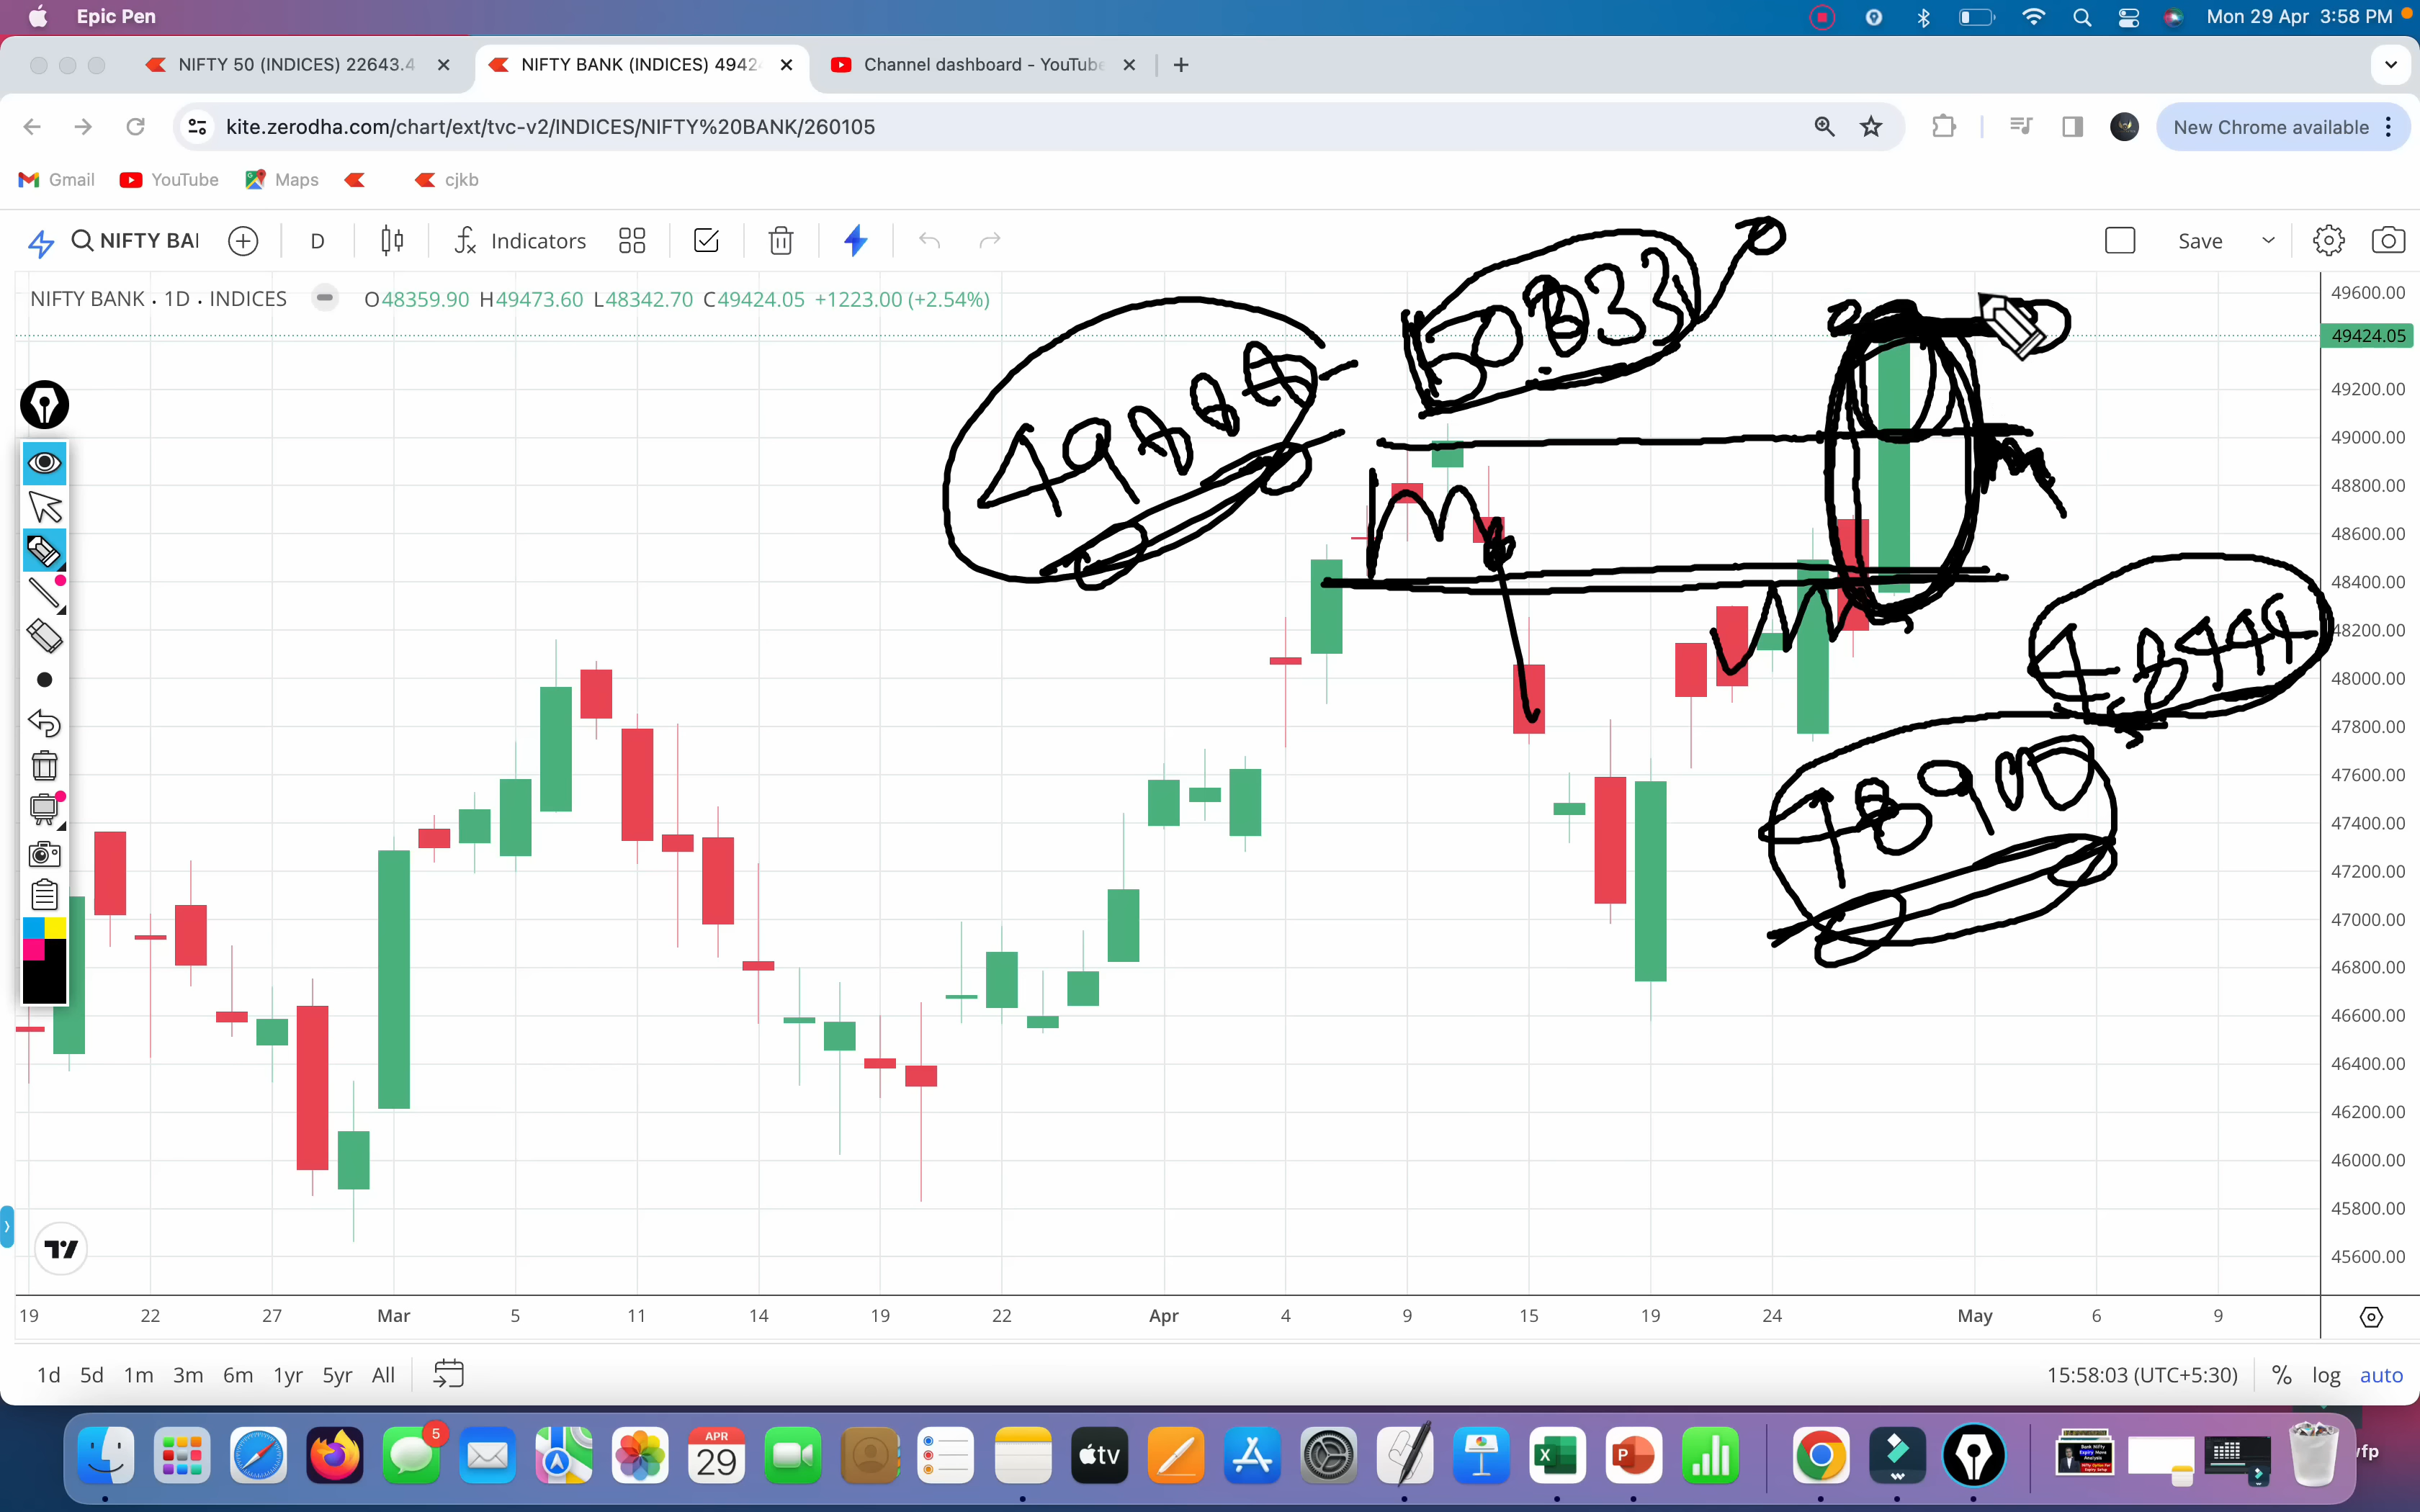 Epic Pen
Mon 29 Apr 3:58 PM
NIFTY 50 (INDICES) 22643.4
NIFTY BANK (INDICES) 4942
Channel dashboard - YouTube
kite.zerodha.com/chart/ext/tvc-v2/INDICES/NIFTY%20BANK/260105
New Chrome available
Gmail
YouTube
Maps
cjkb
NIFTY BA
D
Indicators
Save
NIFTY BANK · 1D · INDICES
O48359.90 H49473.60 L48342.70 C49424.05 +1223.00 (+2.54%)
49600.00
49424.05
49200.00
49000.00
48800.00
48600.00
48400.00
48200.00
48000.00
47800.00
47600.00
47400.00
47200.00
47000.00
46800.00
46600.00
46400.00
46200.00
46000.00
45800.00
45600.00
48900
19 22 27 Mar 5 11 14 19 22 Apr 4 9 15 19 24 May 6 9
1d 5d 1m 3m 6m 1yr 5yr All
15:58:03 (UTC+5:30) % log auto
5
APR
29
tv